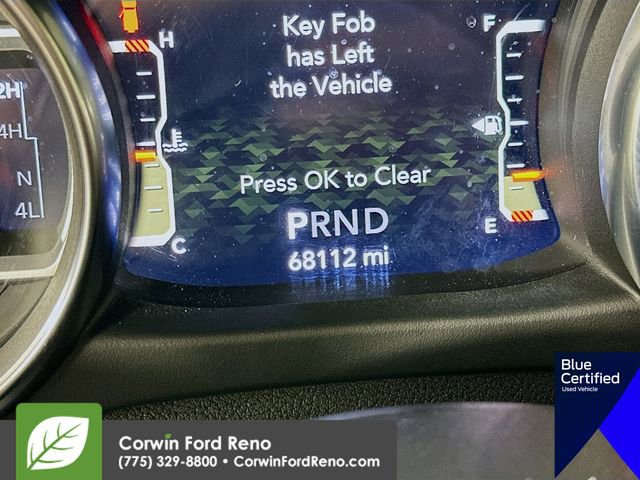 Key Fob
has Left
the Vehicle
H
F
2H
4H
N
4L
Press OK to Clear
PRND
68112 mi
C
E
Blue
Certified
Used Vehicle
Corwin Ford Reno
(775) 329-8800 • CorwinFordReno.com